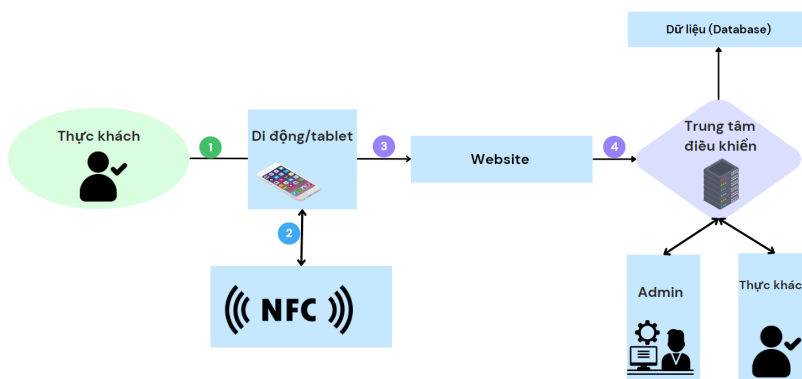 Dữ liệu (Database)
Thực khách
1
Di động/tablet
3
Website
4
Trung tâm
điều khiển
2
NFC
Admin
Thực khác